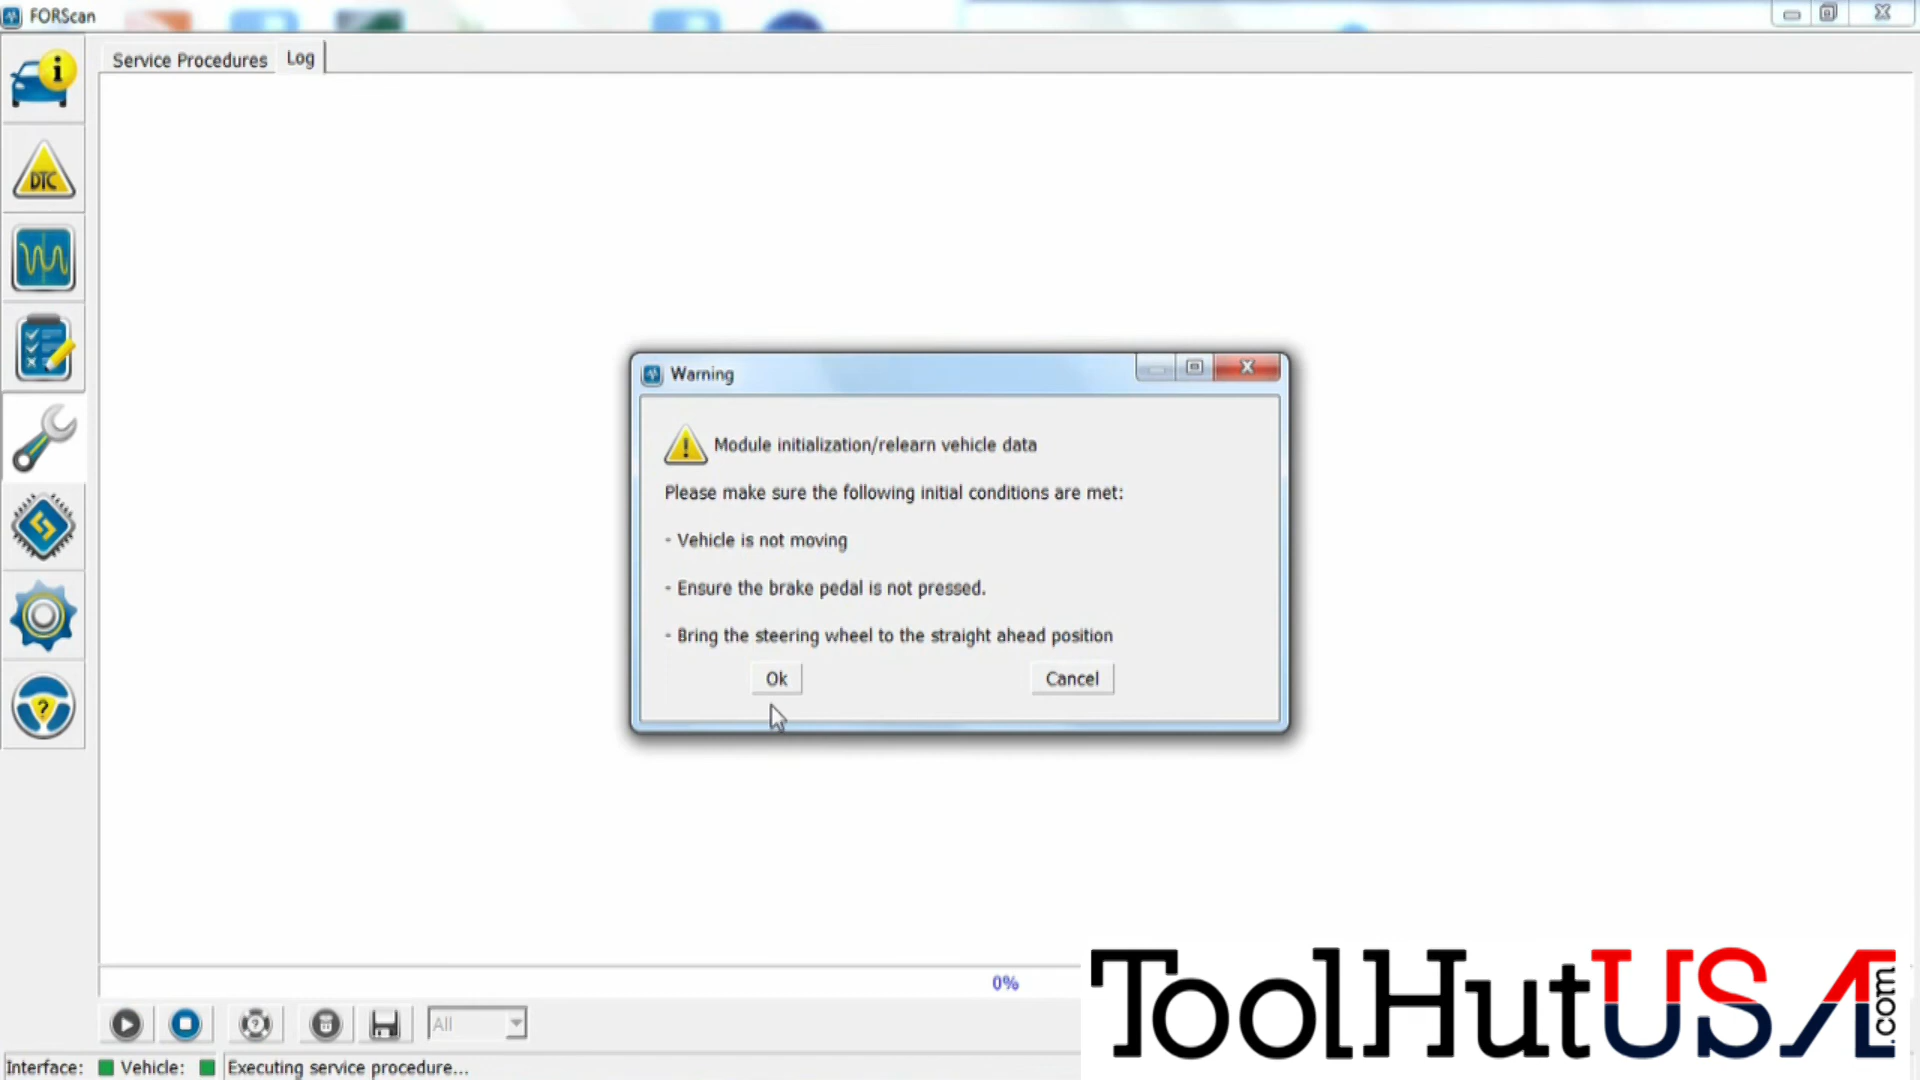 FORScan
Service Procedures Log
DTC
Warning
Module initialization/relearn vehicle data
Please make sure the following initial conditions are met:
- Vehicle is not moving
- Ensure the brake pedal is not pressed.
- Bring the steering wheel to the straight ahead position
Ok Cancel
0%
All
Interface: Vehicle: Executing service procedure...
ToolHutUSA.com